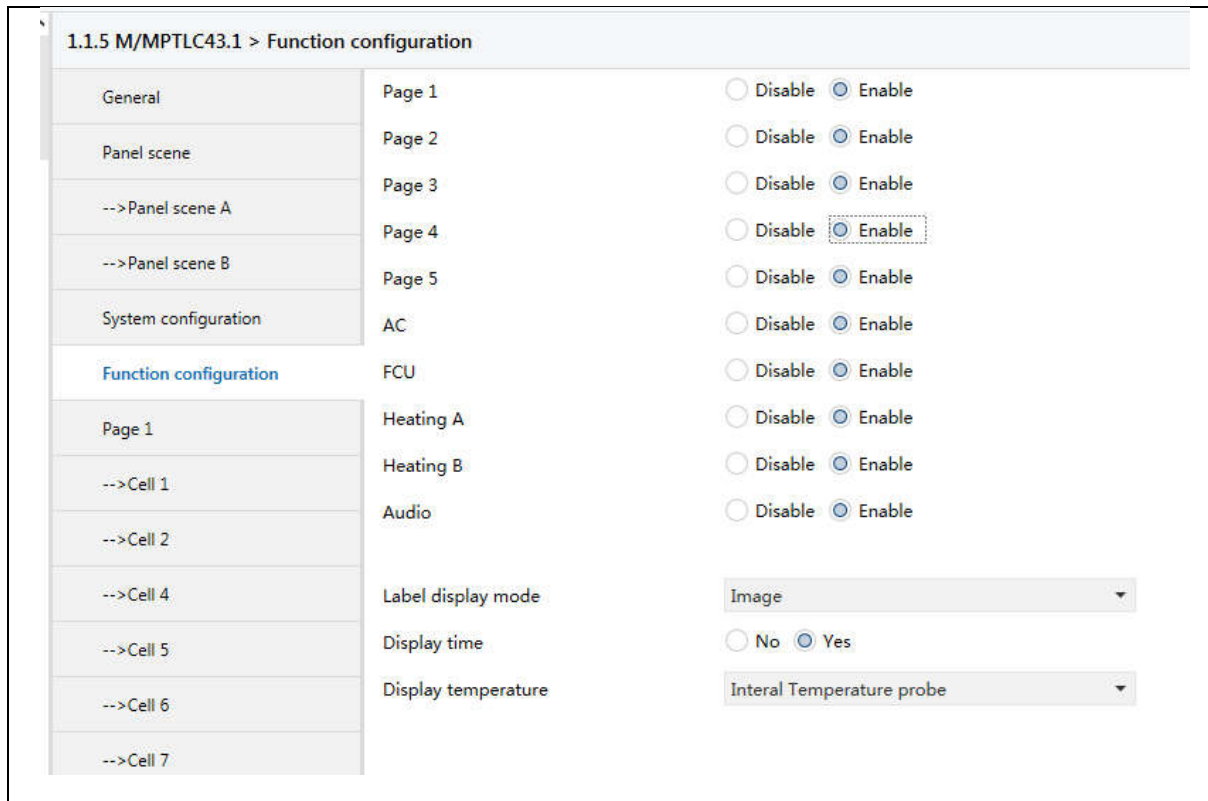 1.1.5 M/MPTLC43.1 > Function configuration
General
Panel scene
-->Panel scene A
-->Panel scene B
System configuration
Function configuration
Page 1
-->Cell 1
-->Cell 2
-->Cell 4
-->Cell 5
-->Cell 6
-->Cell 7
Page 1 Disable Enable
Page 2 Disable Enable
Page 3 Disable Enable
Page 4 Disable Enable
Page 5 Disable Enable
AC Disable Enable
FCU Disable Enable
Heating A Disable Enable
Heating B Disable Enable
Audio Disable Enable
Label display mode Image
Display time No Yes
Display temperature Interal Temperature probe